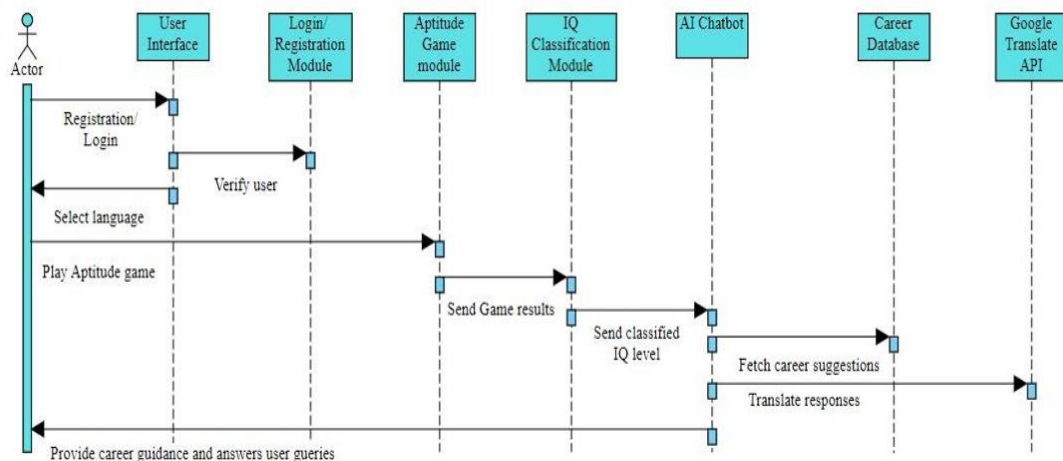 Actor
User
Interface
Login/
Registration
Module
Aptitude
Game
module
IQ
Classification
Module
AI Chatbot
Career
Database
Google
Translate
API
Registration/
Login
Verify user
Select language
Play Aptitude game
Send Game results
Send classified
IQ level
Fetch career suggestions
Translate responses
Provide career guidance and answers user queries